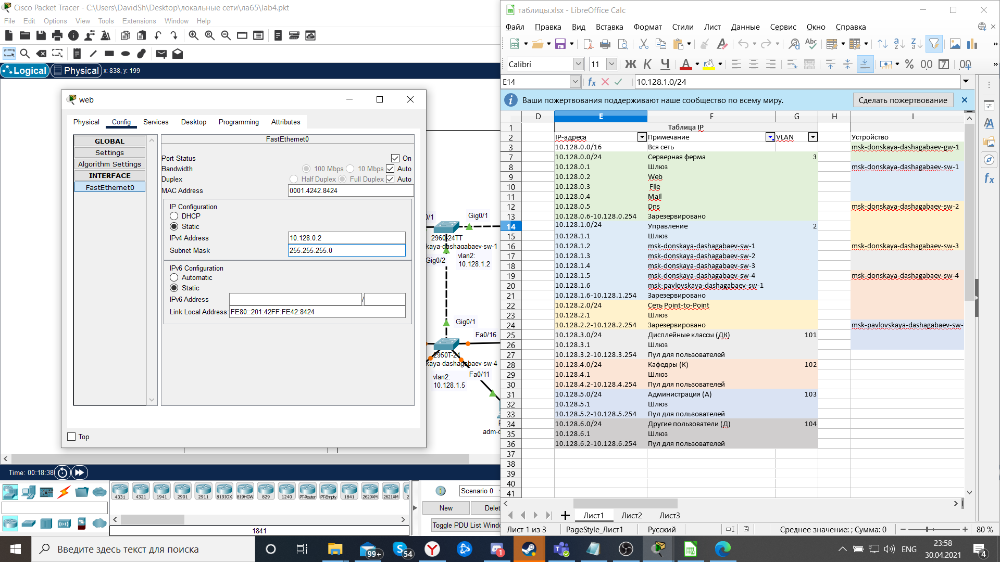 Cisco Packet Tracer - C:\Users\DavidSh\Desktop\локальные сети\ла65\lab4.pkt
File Edit Options View Tools Extensions Window Help
Logical Physical x: 838, y: 199
web
Physical Config Services Desktop Programming Attributes
GLOBAL
Settings
Algorithm Settings
INTERFACE
FastEthernet0
FastEthernet0
Port Status On
Bandwidth 100 Mbps 10 Mbps Auto
Duplex Half Duplex Full Duplex Auto
MAC Address 0001.4242.8424
IP Configuration
DHCP
Static
IPv4 Address 10.128.0.2
Subnet Mask 255.255.255.0
IPv6 Configuration
Automatic
Static
IPv6 Address /
Link Local Address: FE80::201:42FF:FE42:8424
Top
0/1 Gig0/1
2960-24TT
kaya-dashagabaev-sw-1
Gig0/2 vlan2:
10.128.1.2
Gig0/1
Fa0/16
2950T-24
kaya-dashagabaev-sw-4
vlan2: Fa0/11
10.128.1.5
adm-d
Time: 00:18:38
4331 4321 1941 2901 2911 819IOX 819HGW 829 1240 PT-Router PT-Empty 1841 2620XM 2621XM 2
1841
Scenario 0
New Delet
Toggle PDU List Windo
таблицы.xlsx - LibreOffice Calc
Файл Правка Вид Вставка Формат Стили Лист Данные Сервис Окно Справка
Calibri 11 Ж К Ч
E14 10.128.1.0/24
Ваши пожертвования поддерживают наше сообщество по всему миру. Сделать пожертвование
D E F G H I
1 Таблица IP
2 IP-адреса Примечание VLAN Устройство
3 10.128.0.0/16 Вся сеть msk-donskaya-dashagabaev-gw-1
7 10.128.0.0/24 Серверная ферма 3
8 10.128.0.1 Шлюз msk-donskaya-dashagabaev-sw-1
9 10.128.0.2 Web
10 10.128.0.3 File
11 10.128.0.4 Mail
12 10.128.0.5 Dns msk-donskaya-dashagabaev-sw-2
13 10.128.0.6-10.128.0.254 Зарезервировано
14 10.128.1.0/24 Управление 2
15 10.128.1.1 Шлюз
16 10.128.1.2 msk-donskaya-dashagabaev-sw-1 msk-donskaya-dashagabaev-sw-3
17 10.128.1.3 msk-donskaya-dashagabaev-sw-2
18 10.128.1.4 msk-donskaya-dashagabaev-sw-3
19 10.128.1.5 msk-donskaya-dashagabaev-sw-4 msk-donskaya-dashagabaev-sw-4
20 10.128.1.6 msk-pavlovskaya-dashagabaev-sw-1
21 10.128.1.6-10.128.1.254 Зарезервировано
22 10.128.2.0/24 Сеть Point-to-Point
23 10.128.2.1 Шлюз
24 10.128.2.2-10.128.2.254 Зарезервировано msk-pavlovskaya-dashagabaev-sw-
25 10.128.3.0/24 Дисплейные классы (ДК) 101
26 10.128.3.1 Шлюз
27 10.128.3.2-10.128.3.254 Пул для пользователей
28 10.128.4.0/24 Кафедры (К) 102
29 10.128.4.1 Шлюз
30 10.128.4.2-10.128.4.254 Пул для пользователей
31 10.128.5.0/24 Администрация (А) 103
32 10.128.5.1 Шлюз
33 10.128.5.2-10.128.5.254 Пул для пользователей
34 10.128.6.0/24 Другие пользователи (Д) 104
35 10.128.6.1 Шлюз
36 10.128.6.2-10.128.6.254 Пул для пользователей
37
38
39
40
41
Лист1 Лист2 Лист3
Лист 1 из 3 PageStyle_Лист1 Русский Среднее значение: ; Сумма: 0 80 %
Введите здесь текст для поиска 99+ 54 1 ENG 23:58
30.04.2021 4